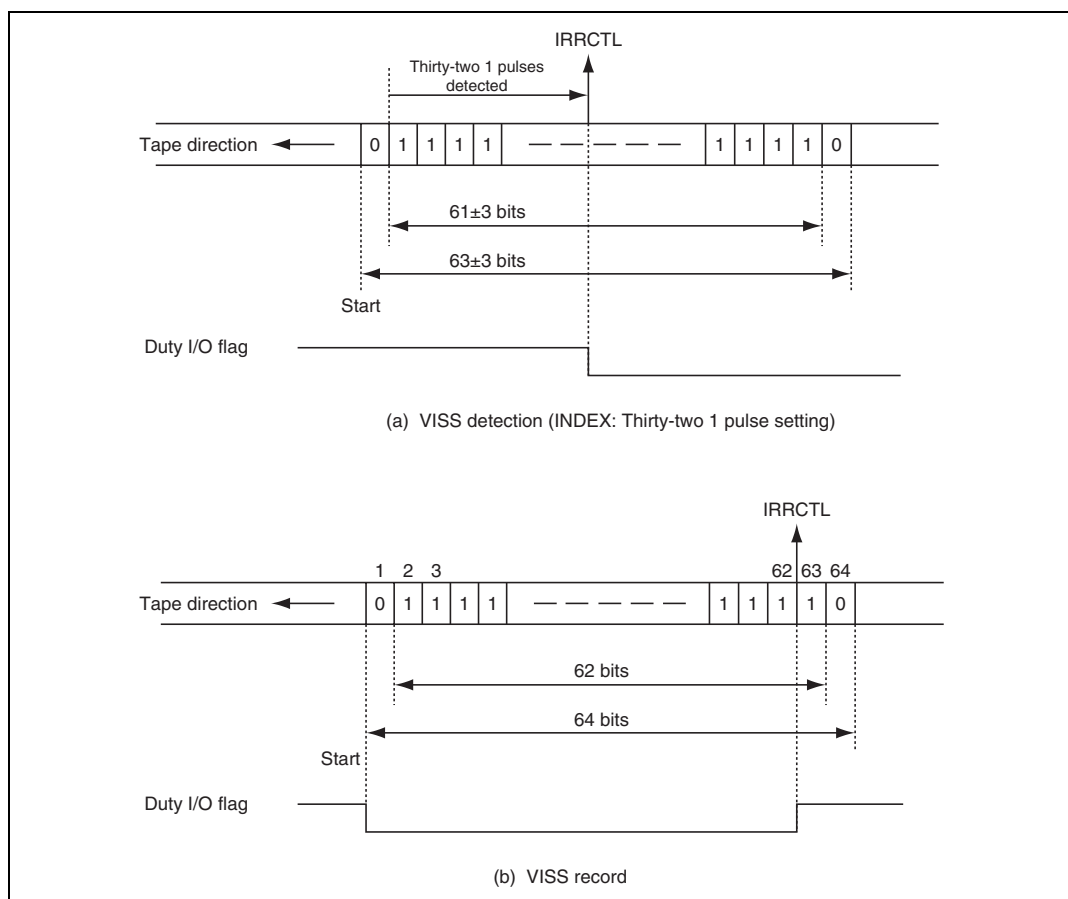 IRRCTL
Thirty-two 1 pulses
detected
Tape direction 0 1 1 1 1 1 1 1 1 0
61±3 bits
63±3 bits
Start
Duty I/O flag
(a) VISS detection (INDEX: Thirty-two 1 pulse setting)
IRRCTL
1 2 3 62 63 64
Tape direction 0 1 1 1 1 1 1 1 1 0
62 bits
64 bits
Start
Duty I/O flag
(b) VISS record